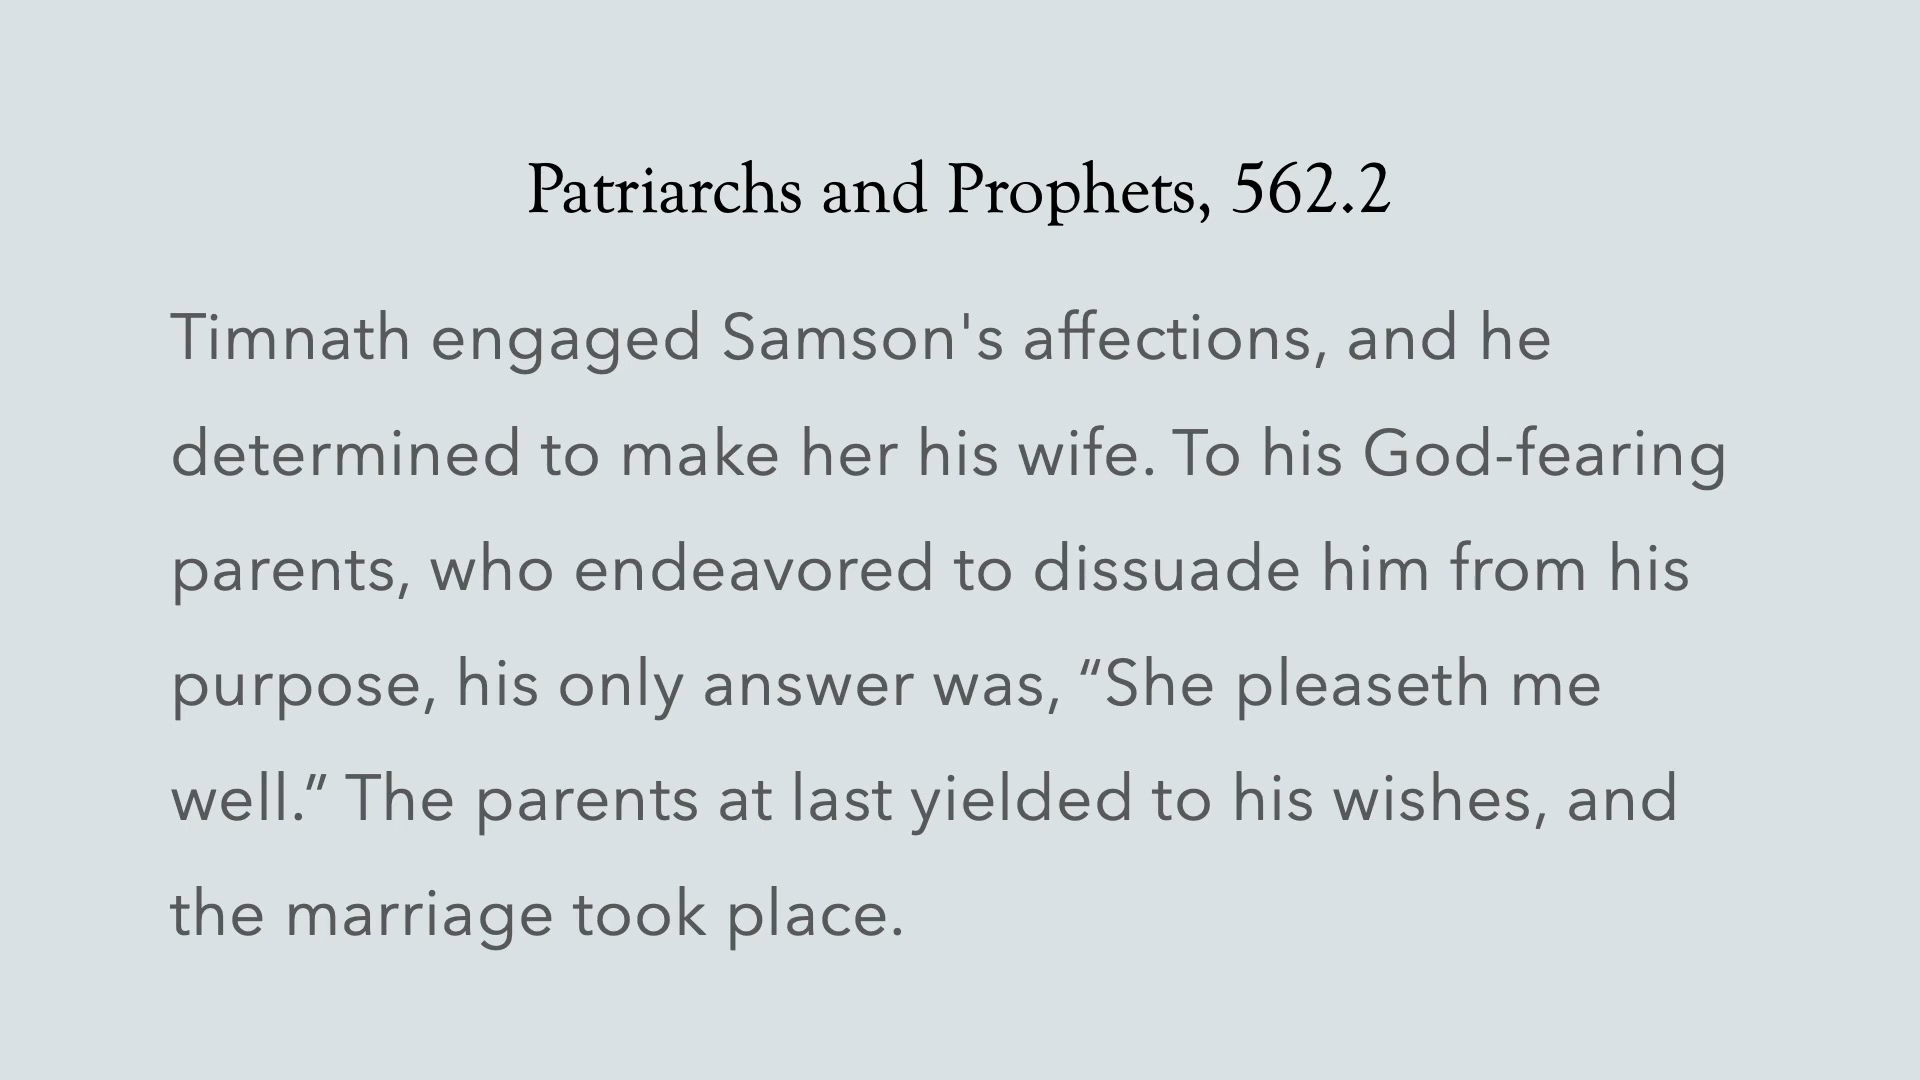 Patriarchs and Prophets, 562.2
Timnath engaged Samson's affections, and he
determined to make her his wife. To his God-fearing
parents, who endeavored to dissuade him from his
purpose, his only answer was, “She pleaseth me
well.” The parents at last yielded to his wishes, and
the marriage took place.